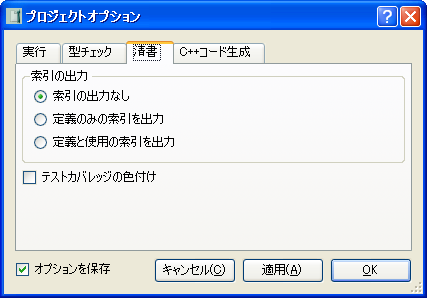 プロジェクトオプション
実行
型チェック
清書
C++コード生成
索引の出力
索引の出力なし
定義のみの索引を出力
定義と使用の索引を出力
テストカバレッジの色付け
オプションを保存
キャンセル(C)
適用(A)
OK